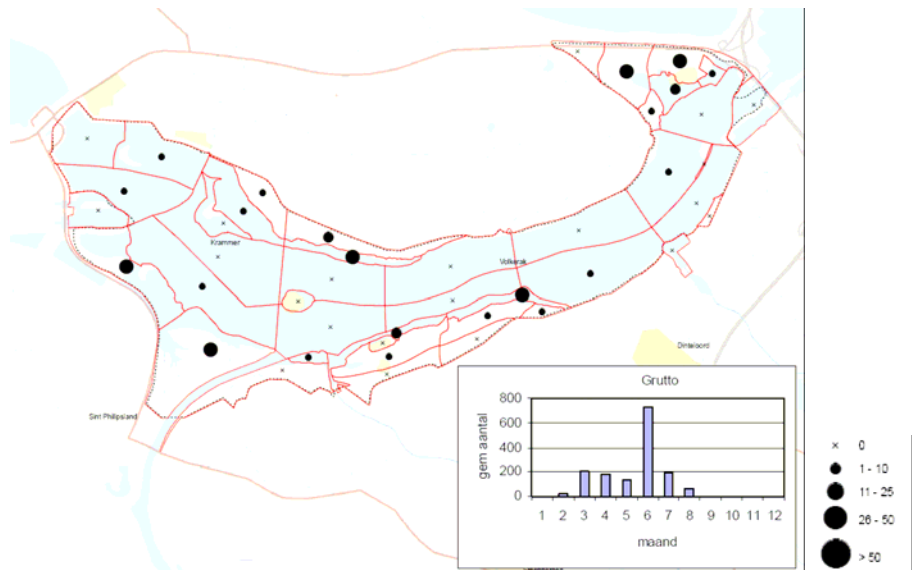 Krammer
Volkerak
Dinteloord
Sint Philipsland
Grutto
gem aantal
800
600
400
200
0
1 2 3 4 5 6 7 8 9 10 11 12
maand
0
1 - 10
11 - 25
26 - 50
> 50